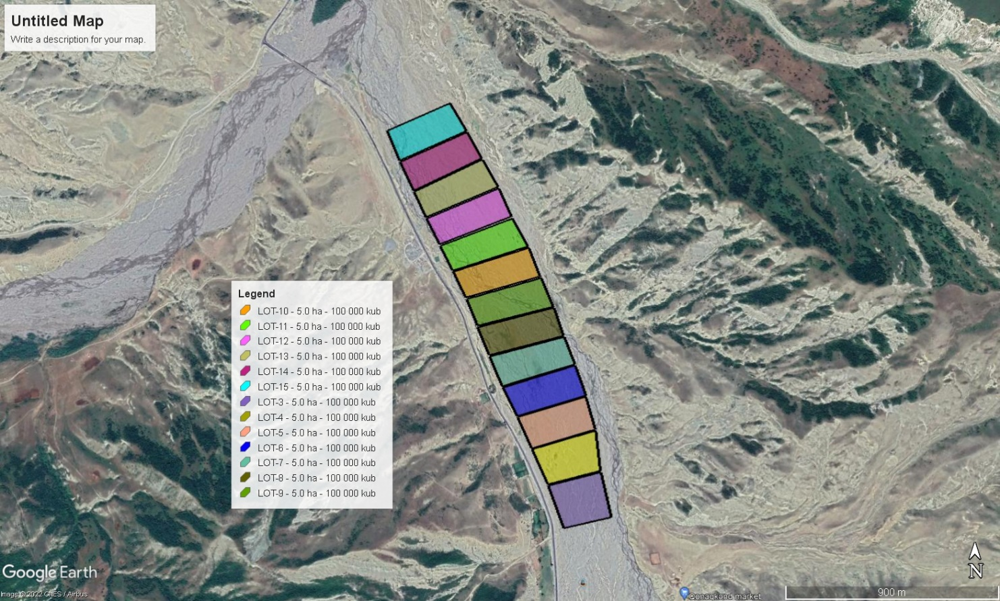 Untitled Map
Write a description for your map.
Legend
LOT-10 - 5.0 ha - 100 000 kub
LOT-11 - 5.0 ha - 100 000 kub
LOT-12 - 5.0 ha - 100 000 kub
LOT-13 - 5.0 ha - 100 000 kub
LOT-14 - 5.0 ha - 100 000 kub
LOT-15 - 5.0 ha - 100 000 kub
LOT-3 - 5.0 ha - 100 000 kub
LOT-4 - 5.0 ha - 100 000 kub
LOT-5 - 5.0 ha - 100 000 kub
LOT-6 - 5.0 ha - 100 000 kub
LOT-7 - 5.0 ha - 100 000 kub
LOT-8 - 5.0 ha - 100 000 kub
LOT-9 - 5.0 ha - 100 000 kub
N
Google Earth
Image © 2022 CNES / Airbus
Qonaqkand market
900 m